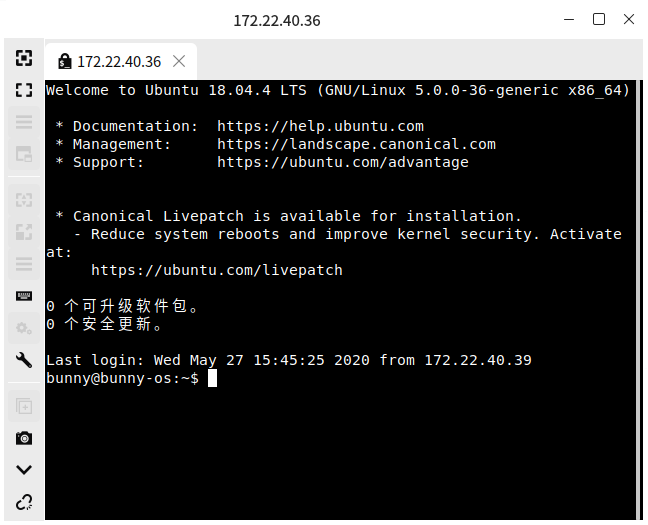 172.22.40.36
172.22.40.36
Welcome to Ubuntu 18.04.4 LTS (GNU/Linux 5.0.0-36-generic x86_64)
* Documentation:  https://help.ubuntu.com
* Management:     https://landscape.canonical.com
* Support:        https://ubuntu.com/advantage
* Canonical Livepatch is available for installation.
- Reduce system reboots and improve kernel security. Activate
at:
https://ubuntu.com/livepatch
0 个可升级软件包。
0 个安全更新。
Last login: Wed May 27 15:45:25 2020 from 172.22.40.39
bunny@bunny-os:~$